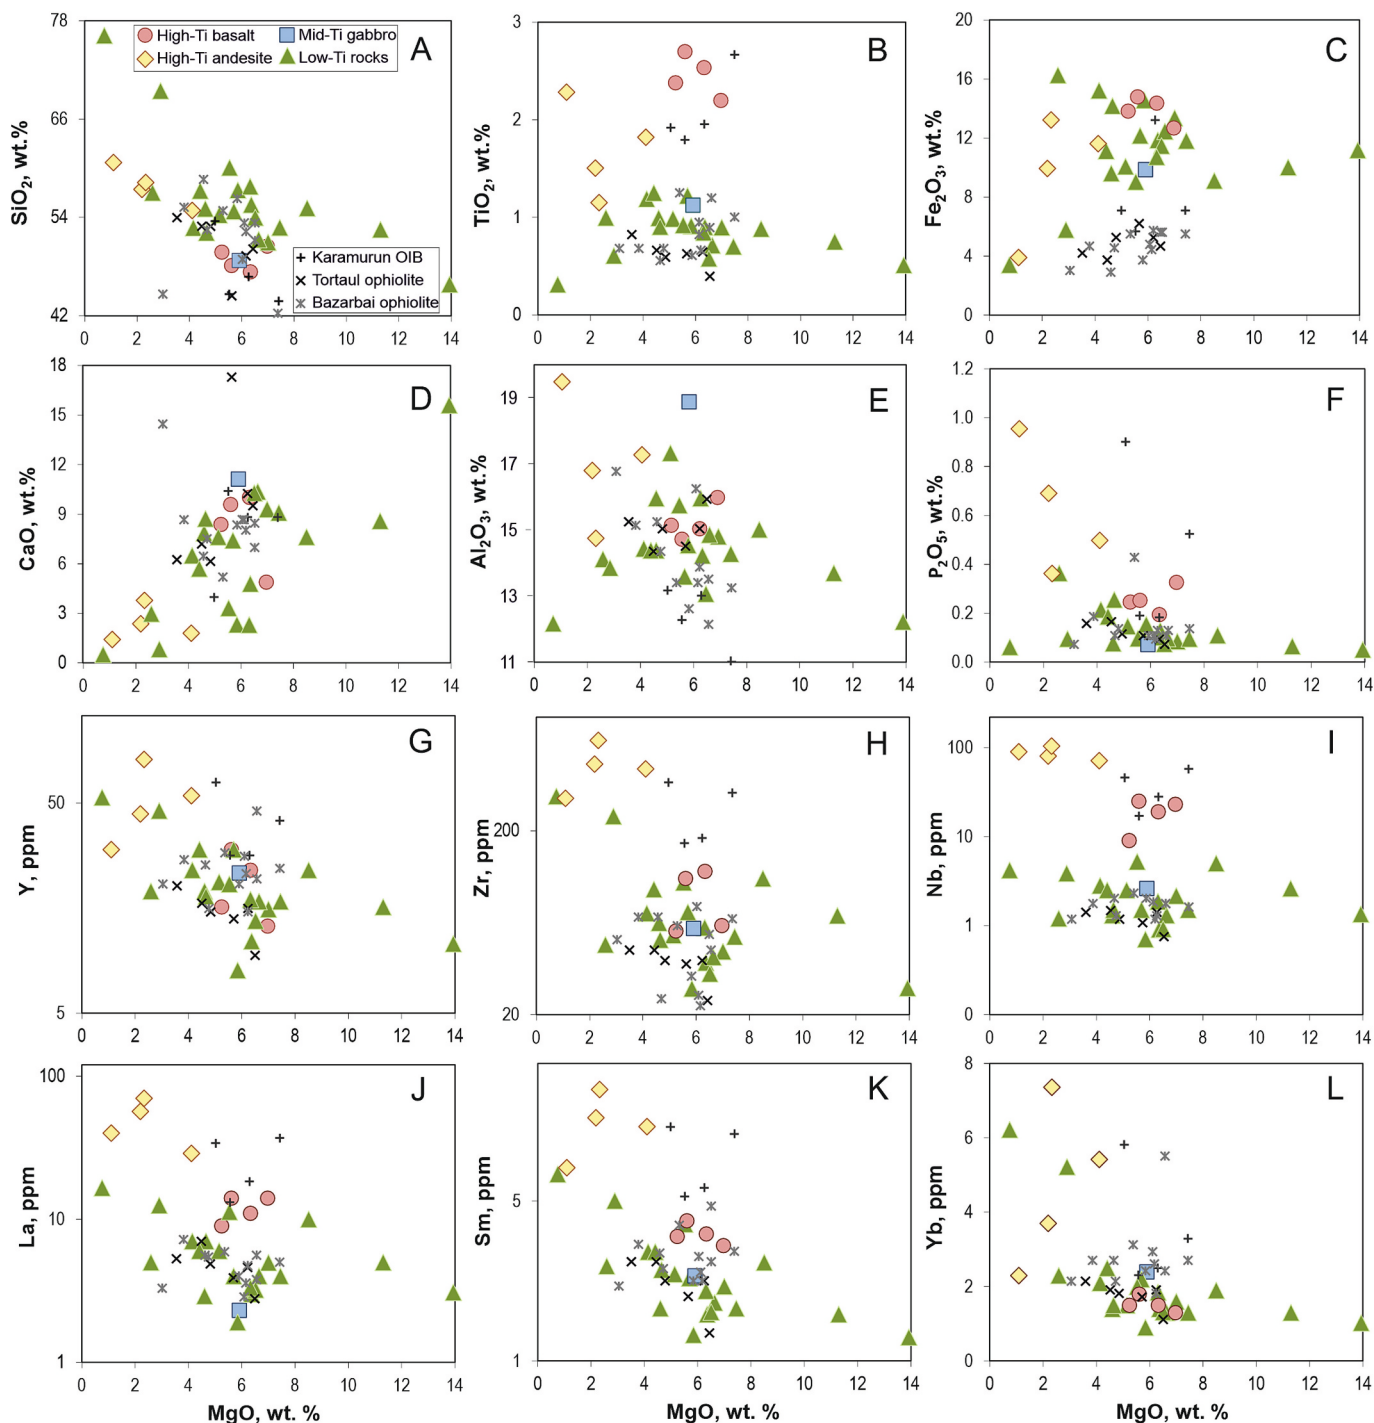 78
66
54
42
SiO2, wt.%
High-Ti basalt
Mid-Ti gabbro
High-Ti andesite
Low-Ti rocks
A
Karamurun OIB
Tortaul ophiolite
Bazarbai ophiolite
0 2 4 6 8 10 12 14
3
2
1
0
TiO2, wt.%
B
0 2 4 6 8 10 12 14
20
16
12
8
4
0
Fe2O3, wt.%
C
0 2 4 6 8 10 12 14
18
15
12
9
6
3
0
CaO, wt.%
D
0 2 4 6 8 10 12 14
19
17
15
13
11
Al2O3, wt.%
E
0 2 4 6 8 10 12 14
1.2
1.0
0.8
0.6
0.4
0.2
0.0
P2O5, wt.%
F
0 2 4 6 8 10 12 14
50
5
Y, ppm
G
0 2 4 6 8 10 12 14
200
20
Zr, ppm
H
0 2 4 6 8 10 12 14
100
10
1
0
Nb, ppm
I
0 2 4 6 8 10 12 14
100
10
1
La, ppm
J
0 2 4 6 8 10 12 14
MgO, wt. %
5
1
Sm, ppm
K
0 2 4 6 8 10 12 14
MgO, wt. %
8
6
4
2
0
Yb, ppm
L
0 2 4 6 8 10 12 14
MgO, wt. %